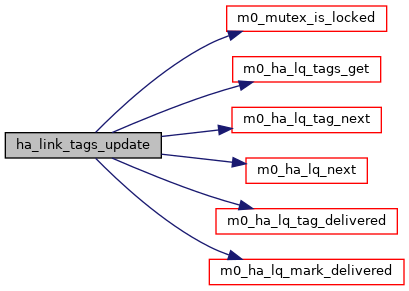 m0_mutex_is_locked
m0_ha_lq_tags_get
m0_ha_lq_tag_next
ha_link_tags_update
m0_ha_lq_next
m0_ha_lq_tag_delivered
m0_ha_lq_mark_delivered